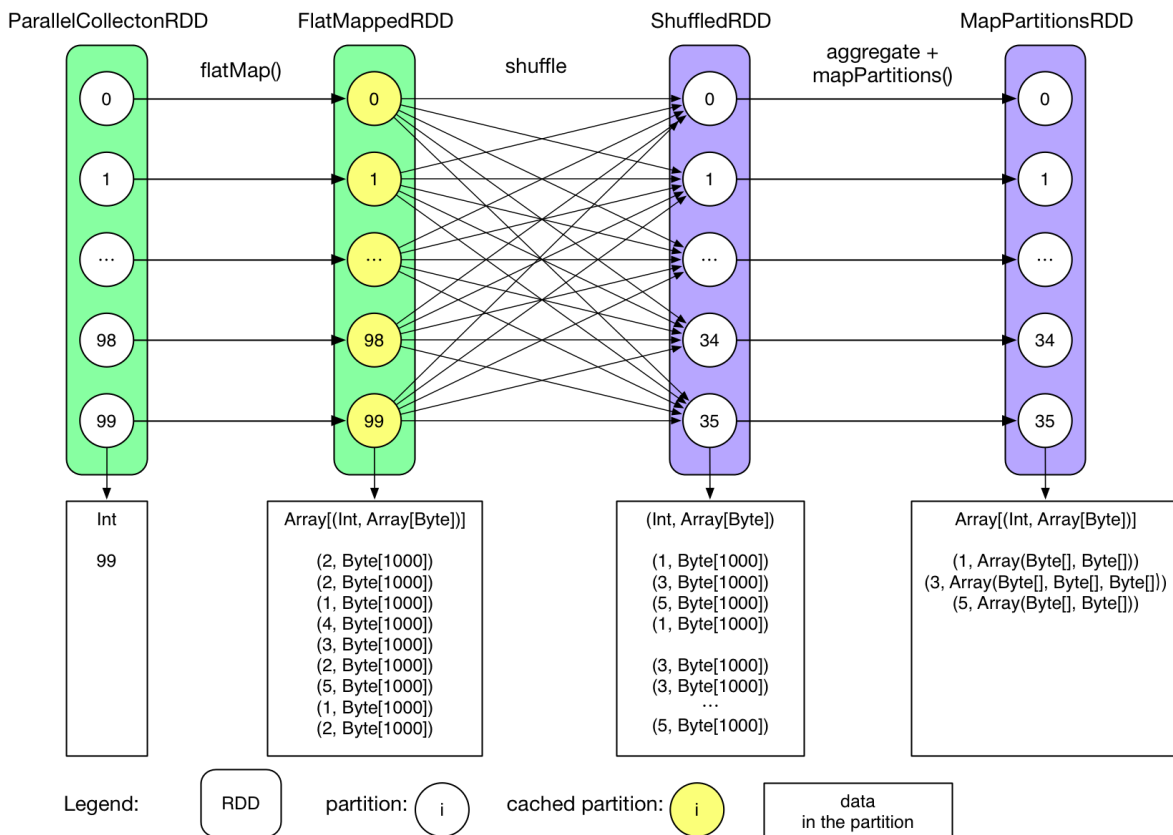 ParallelCollectonRDD
FlatMappedRDD
ShuffledRDD
MapPartitionsRDD
flatMap()
shuffle
aggregate +
mapPartitions()
0
0
0
0
1
1
1
1
...
...
...
...
98
98
34
34
99
99
35
35
Int
99
Array[(Int, Array[Byte])]
(2, Byte[1000])
(2, Byte[1000])
(1, Byte[1000])
(4, Byte[1000])
(3, Byte[1000])
(2, Byte[1000])
(5, Byte[1000])
(1, Byte[1000])
(2, Byte[1000])
(Int, Array[Byte])
(1, Byte[1000])
(3, Byte[1000])
(5, Byte[1000])
(1, Byte[1000])
(3, Byte[1000])
(3, Byte[1000])
...
(5, Byte[1000])
Array[(Int, Array[Byte])]
(1, Array(Byte[], Byte[]))
(3, Array(Byte[], Byte[], Byte[]))
(5, Array(Byte[], Byte[]))
Legend:
RDD
partition:
i
cached partition:
i
data
in the partition